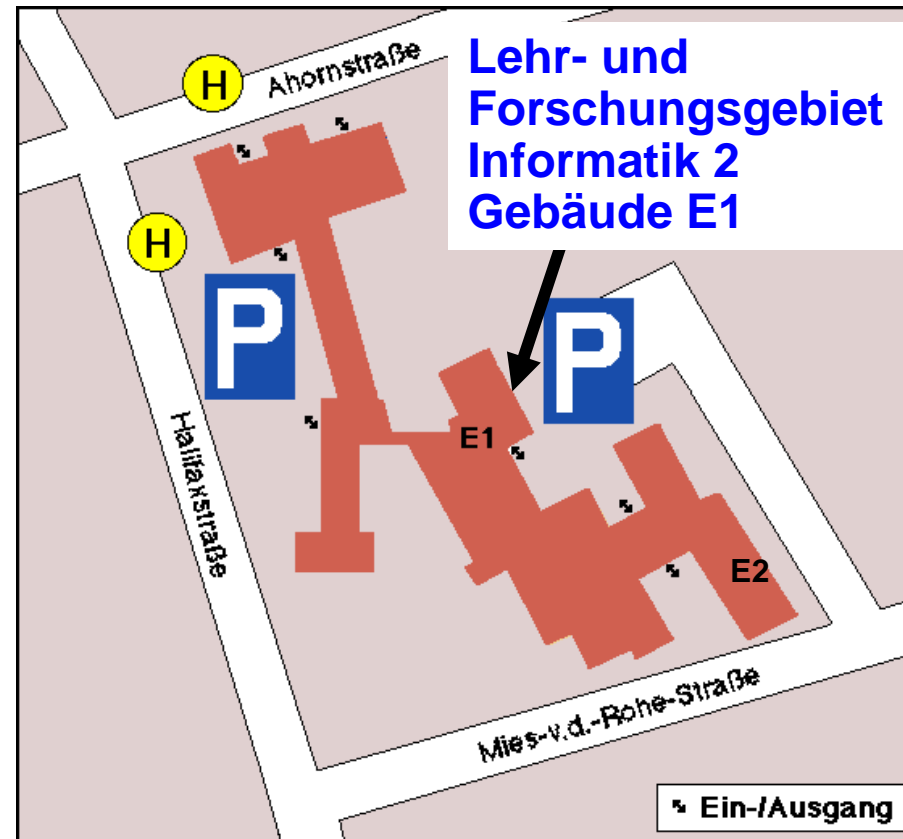 H
Ahornstraße
Lehr- und
Forschungsgebiet
Informatik 2
Gebäude E1
H
P
P
Halifaxstraße
E1
E2
Mies-v.d.-Rohe-Straße
Ein-/Ausgang